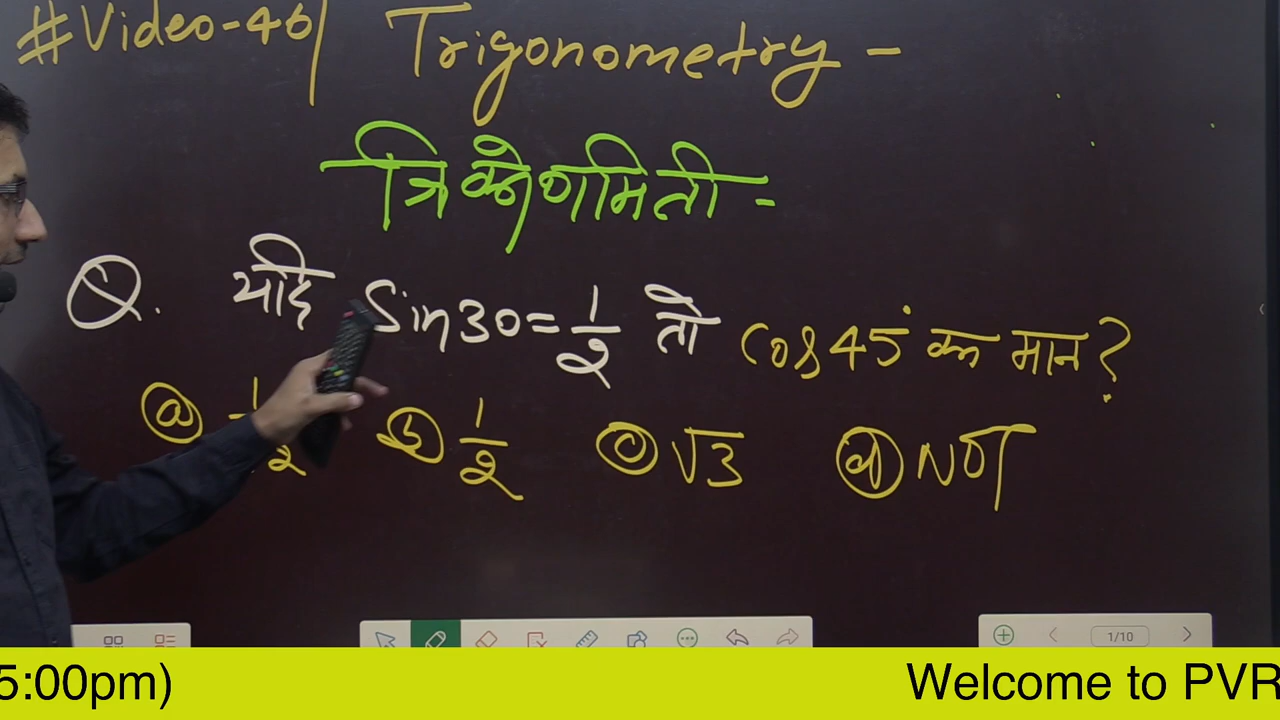 #Video-46| Trigonometry -
त्रिकोणमिती -
Q. यदि Sin30=1/2 तो Cos45° का मान ?
ⓑ 1/2 ⓒ √3 ⓓ NOT
1/10
5:00pm) Welcome to PVR